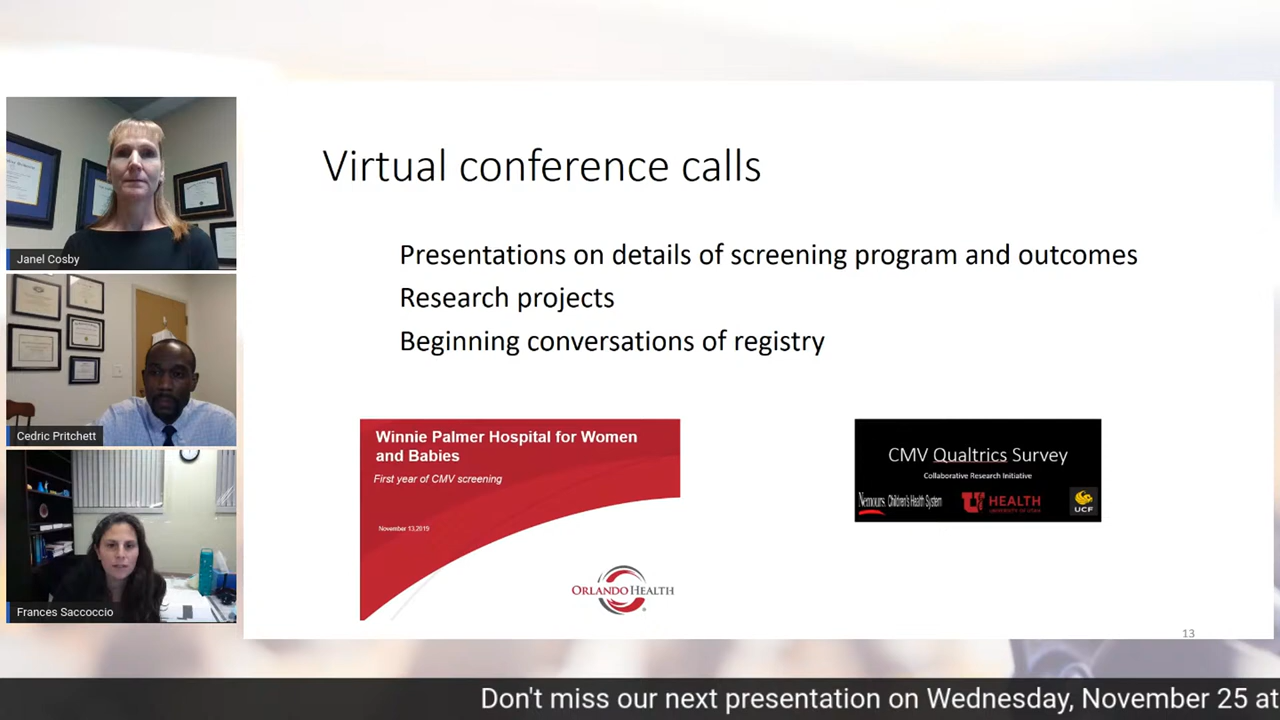 Virtual conference calls
Presentations on details of screening program and outcomes
Research projects
Beginning conversations of registry
Winnie Palmer Hospital for Women
and Babies
First year of CMV screening
November 13,2019
ORLANDO HEALTH
CMV Qualtrics Survey
Collaborative Research Initiative
Nemours Children's Health System
U HEALTH
UNIVERSITY OF UTAH
UCF
13
Janel Cosby
Cedric Pritchett
Frances Saccoccio
Don't miss our next presentation on Wednesday, November 25 at